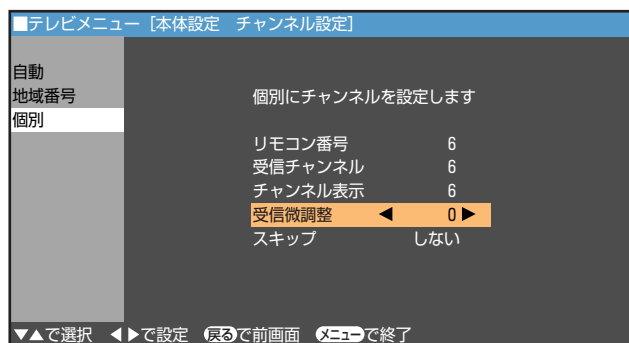 ■テレビメニュー [本体設定 チャンネル設定]
自動
地域番号
個別
個別にチャンネルを設定します
リモコン番号 6
受信チャンネル 6
チャンネル表示 6
受信微調整 ◀ 0▶
スキップ しない
▼▲で選択 ◀▶で設定 戻るで前画面 メニューで終了